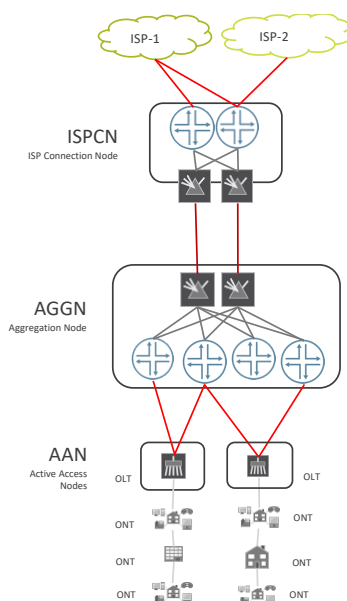 ISP-1
ISP-2
ISPCN
ISP Connection Node
AGGN
Aggregation Node
AAN
Active Access
Nodes
OLT
OLT
ONT
ONT
ONT
ONT
ONT
ONT